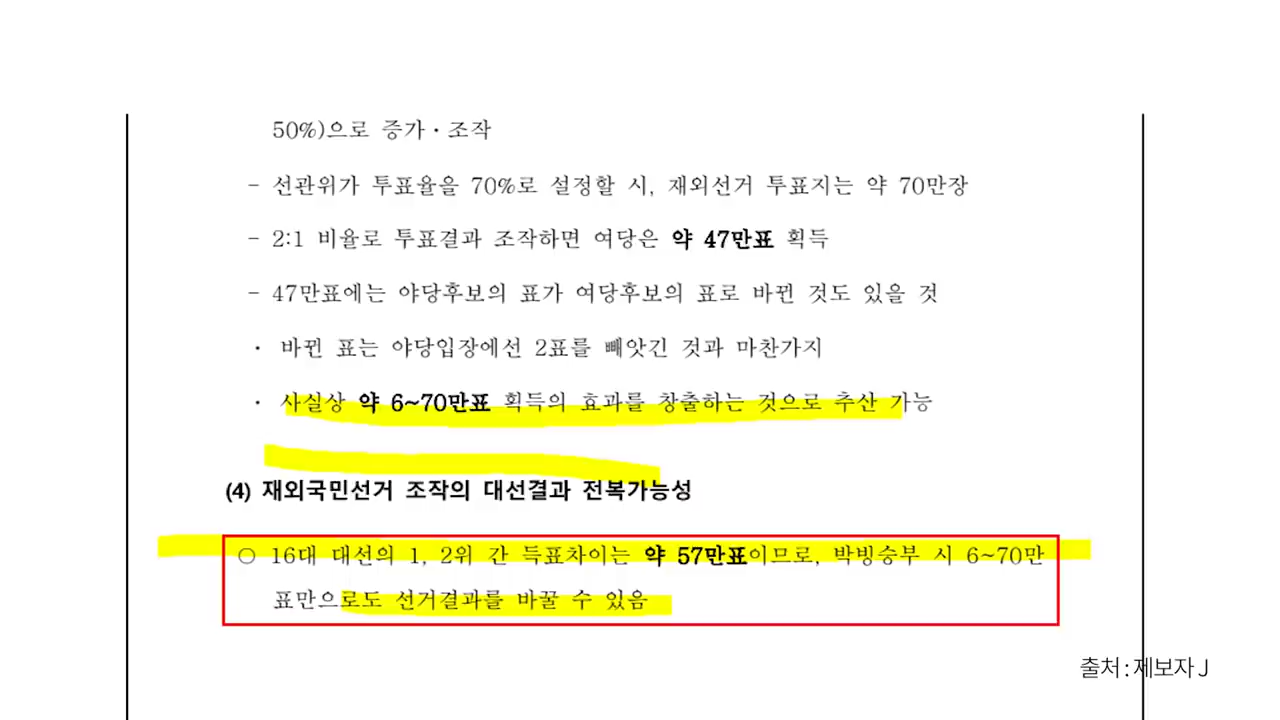 50%)으로 증가·조작
- 선관위가 투표율을 70%로 설정할 시, 재외선거 투표지는 약 70만장
- 2:1 비율로 투표결과 조작하면 여당은 약 47만표 획득
- 47만표에는 야당후보의 표가 여당후보의 표로 바뀐 것도 있을 것
· 바뀐 표는 야당입장에선 2표를 빼앗긴 것과 마찬가지
· 사실상 약 6~70만표 획득의 효과를 창출하는 것으로 추산 가능
(4) 재외국민선거 조작의 대선결과 전복가능성
○ 16대 대선의 1, 2위 간 득표차이는 약 57만표이므로, 박빙승부 시 6~70만
표만으로도 선거결과를 바꿀 수 있음
출처 : 제보자 J